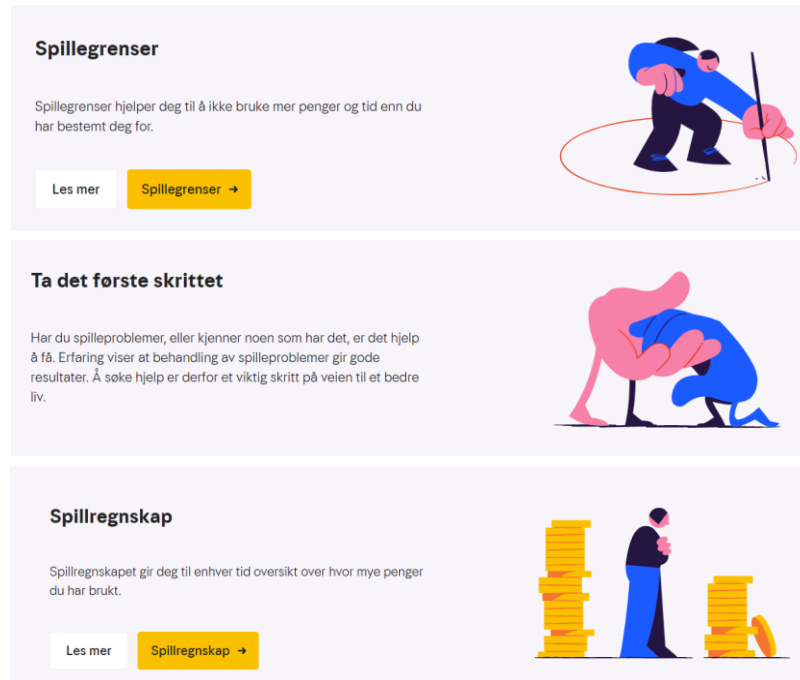 Spillegrenser
Spillegrenser hjelper deg til å ikke bruke mer penger og tid enn du
har bestemt deg for.
Les mer
Spillegrenser →
Ta det første skrittet
Har du spilleproblemer, eller kjenner noen som har det, er det hjelp
å få. Erfaring viser at behandling av spilleproblemer gir gode
resultater. Å søke hjelp er derfor et viktig skritt på veien til et bedre
liv.
Spillregnskap
Spillregnskapet gir deg til enhver tid oversikt over hvor mye penger
du har brukt.
Les mer
Spillregnskap →